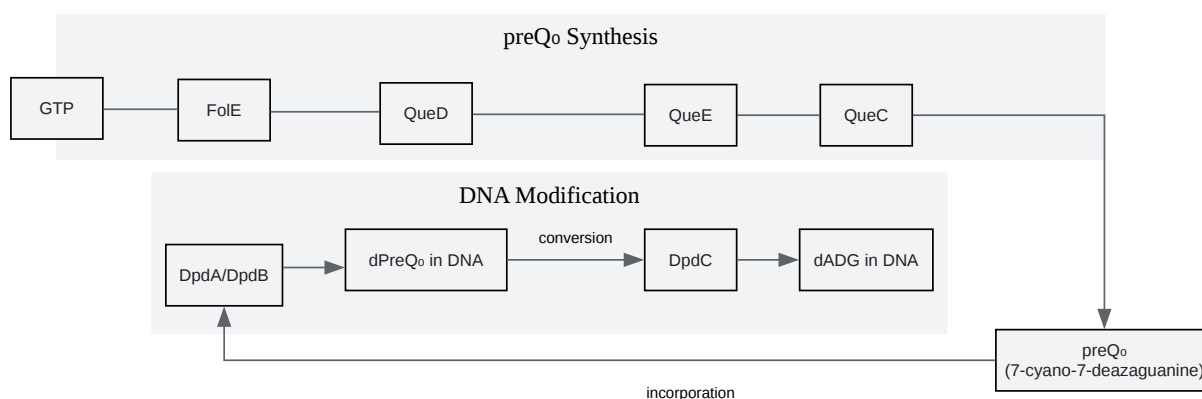 preQ₀ Synthesis
GTP
FolE
QueD
QueE
QueC
DNA Modification
DpdA/DpdB
dPreQ₀ in DNA
conversion
DpdC
dADG in DNA
preQ₀
(7-cyano-7-deazaguanine)
incorporation